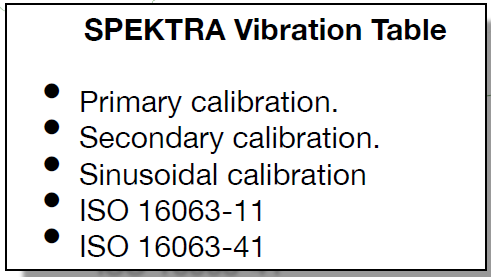 SPEKTRA Vibration Table
• Primary calibration.
• Secondary calibration.
• Sinusoidal calibration
• ISO 16063-11
• ISO 16063-41